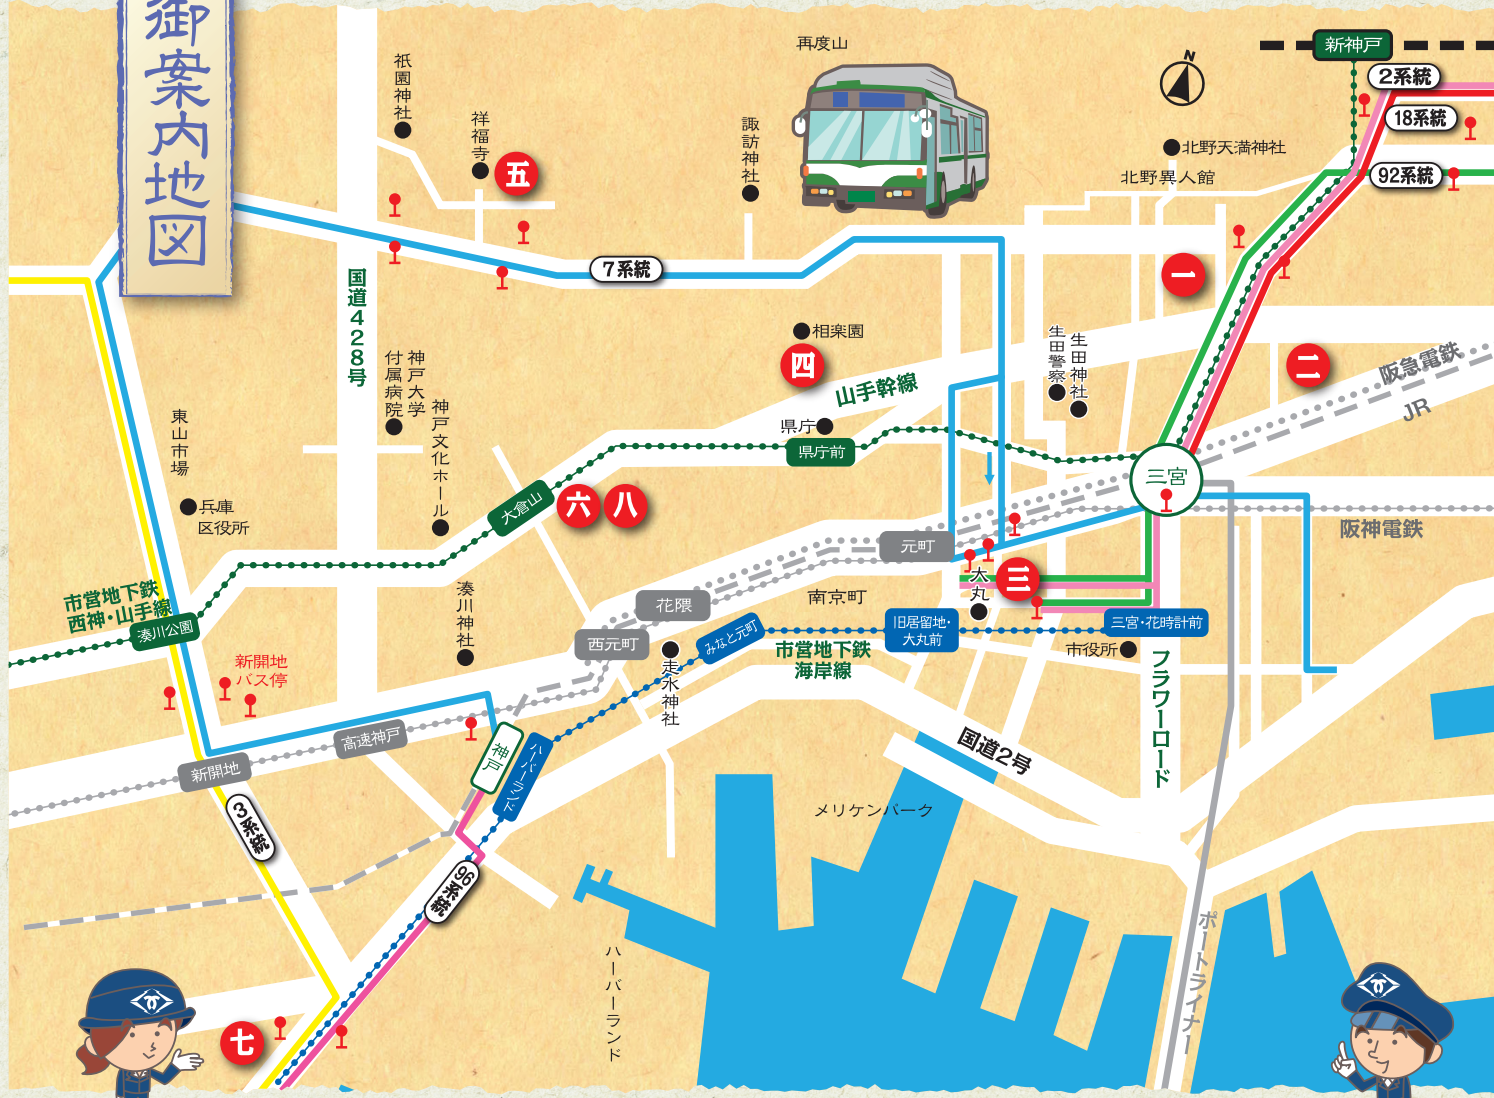 御案内地図
祇園神社
祥福寺
五
諏訪神社
再度山
N
新神戸
2系統
18系統
92系統
北野天満神社
北野異人館
一
7系統
国道428号
相楽園
四
山手幹線
生田警察
生田神社
二
阪急電鉄
JR
神戸大学
付属病院
神戸文化ホール
県庁
県庁前
東山市場
兵庫
区役所
大倉山
六
八
三宮
阪神電鉄
元町
大丸
三
市営地下鉄
西神・山手線
湊川公園
湊川神社
花隈
西元町
南京町
旧居留地・
大丸前
三宮・花時計前
みなと元町
市営地下鉄
海岸線
市役所
走水神社
フラワーロード
新開地
バス停
高速神戸
新開地
神戸
ハーバーランド
国道2号
メリケンパーク
3系統
96系統
ハーバーランド
ポートライナー
七